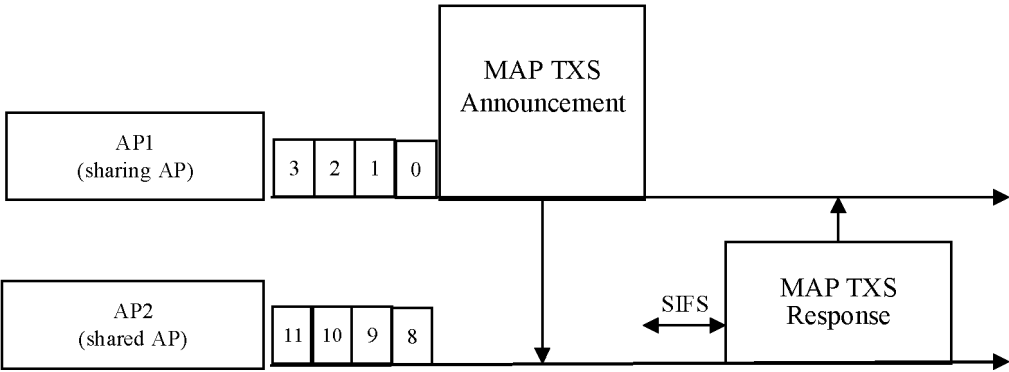 MAP TXS
Announcement
AP1
(sharing AP)
3 2 1 0
AP2
(shared AP)
11 10 9 8
SIFS
MAP TXS
Response